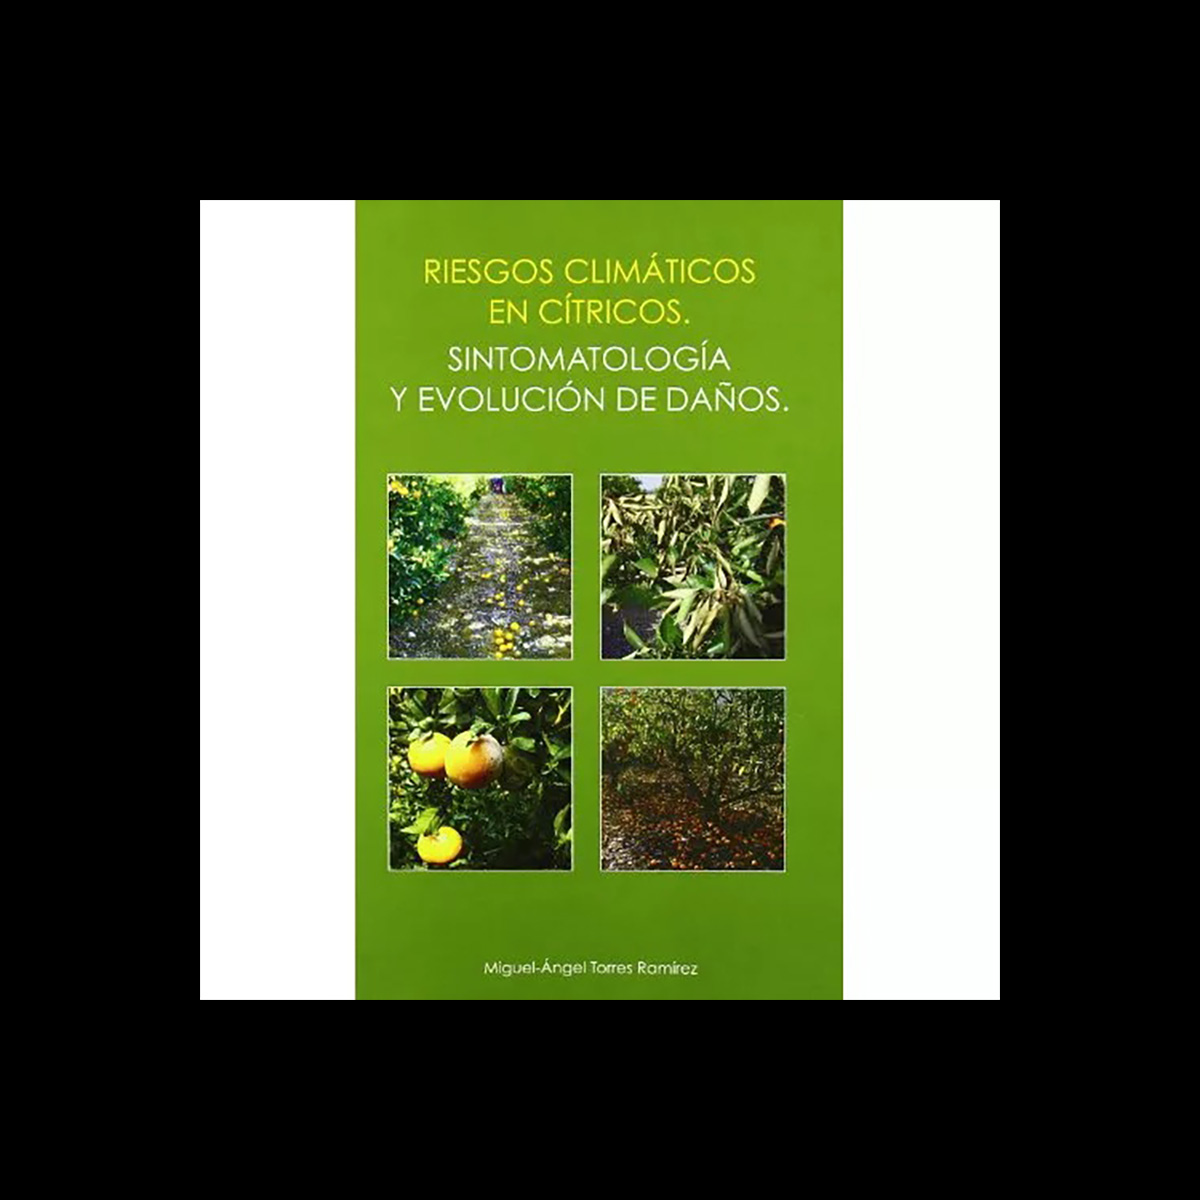 RIESGOS CLIMÁTICOS
EN CÍTRICOS.
SINTOMATOLOGÍA
Y EVOLUCIÓN DE DAÑOS.
Miguel-Ángel Torres Ramírez